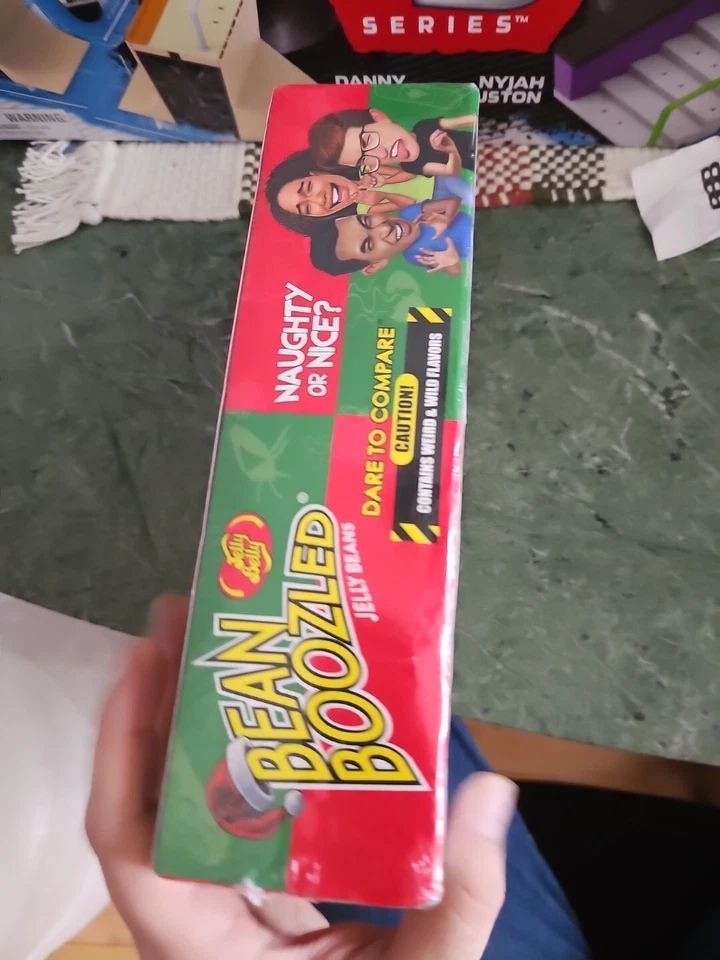 SERIES™
DANNY
NYJAH
USTON
WARNING:
NAUGHTY
OR NICE?
DARE TO COMPARE
CAUTION!
CONTAINS WEIRD & WILD FLAVORS
Jelly
Belly
BEAN
BOOZLED®
JELLY BEANS